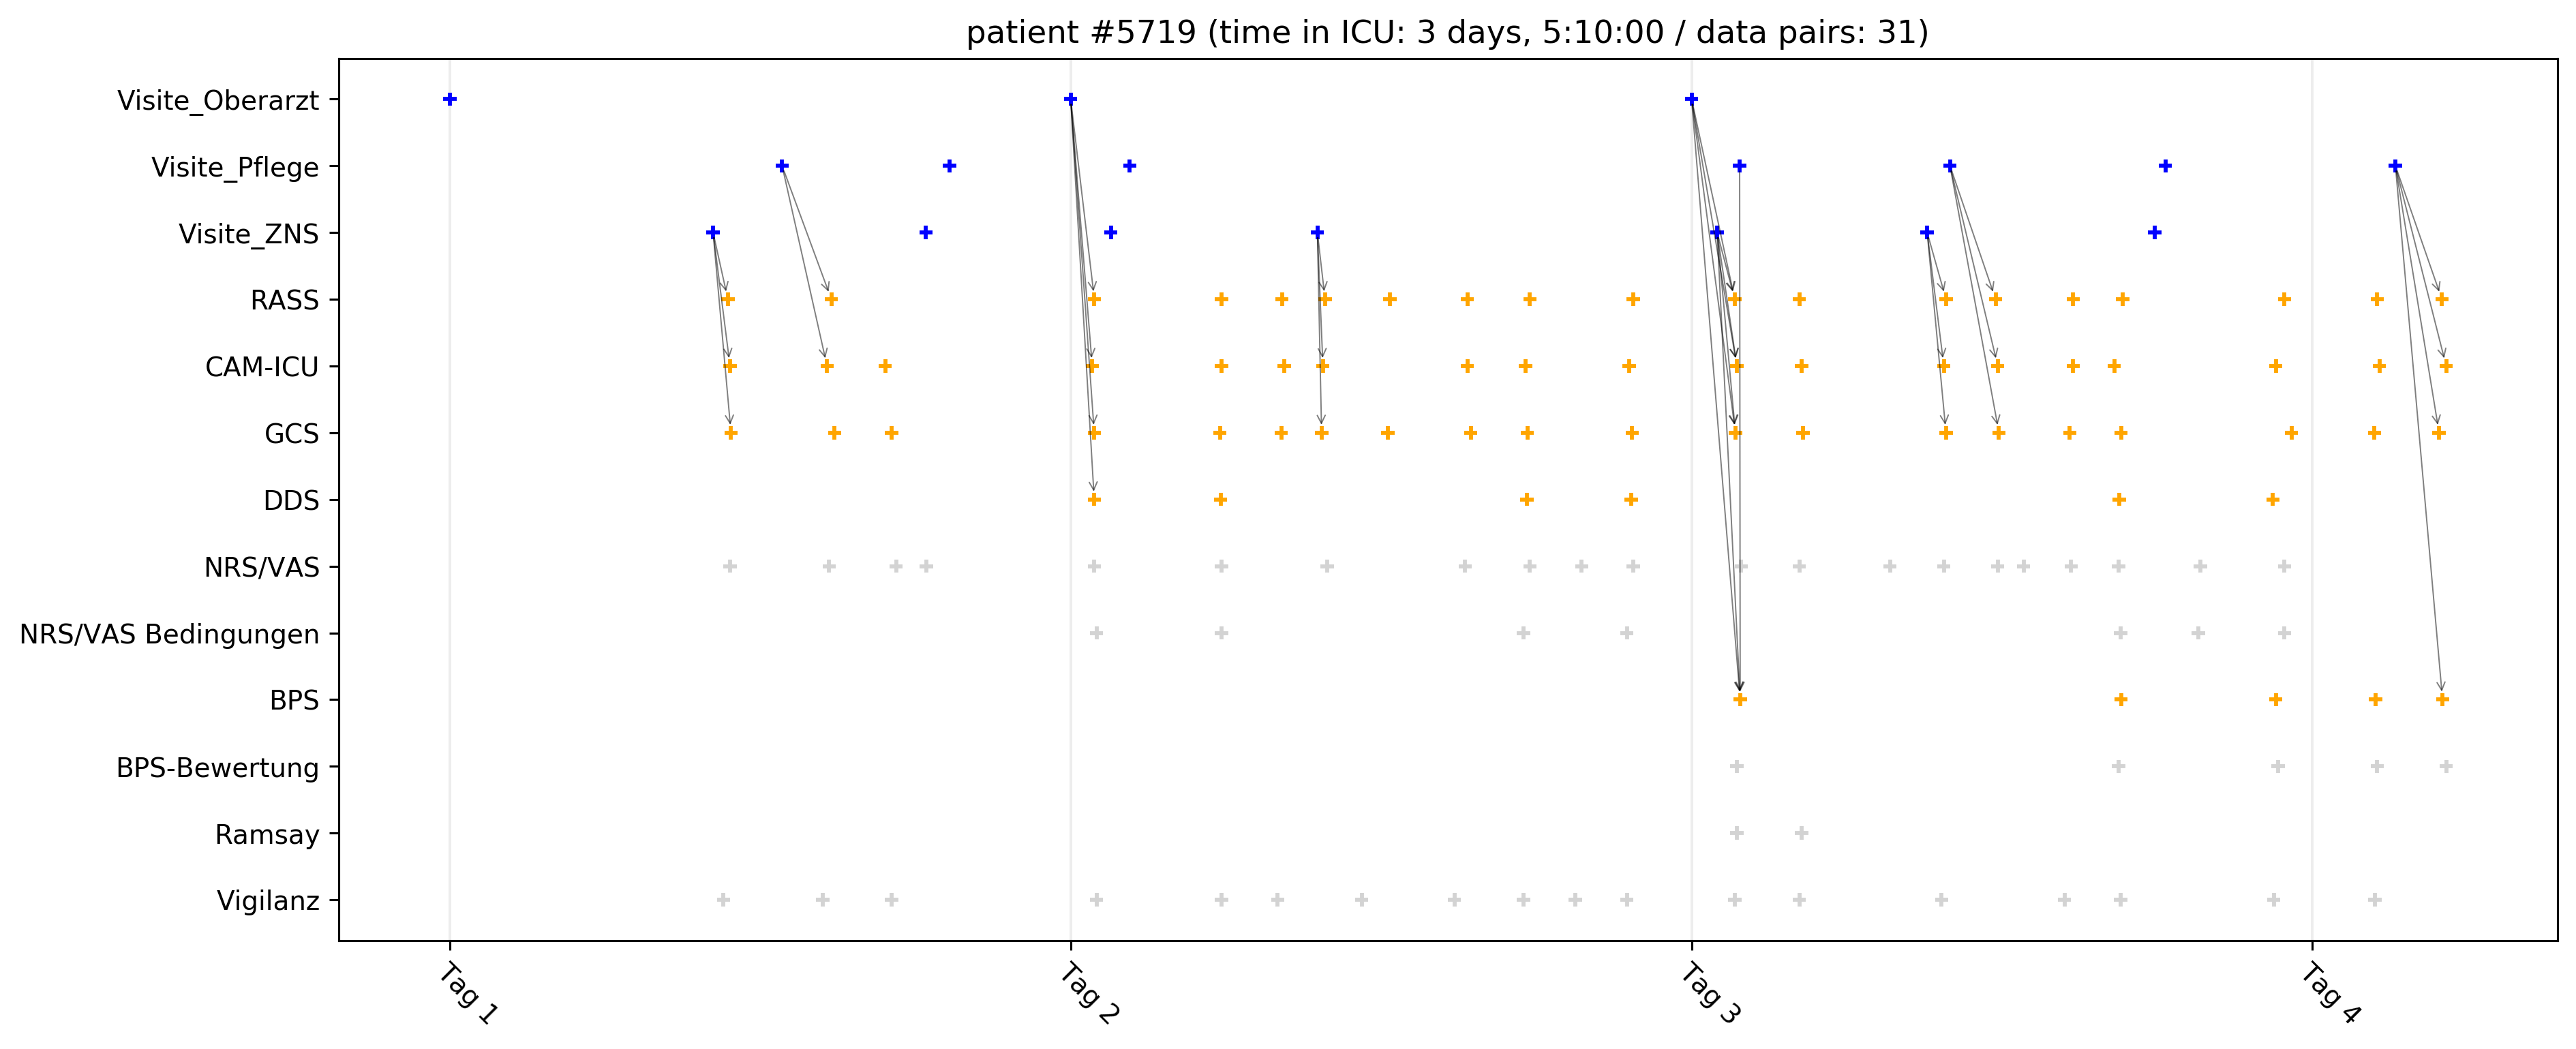 patient #5719 (time in ICU: 3 days, 5:10:00 / data pairs: 31)
Visite_Oberarzt
Visite_Pflege
Visite_ZNS
RASS
CAM-ICU
GCS
DDS
NRS/VAS
NRS/VAS Bedingungen
BPS
BPS-Bewertung
Ramsay
Vigilanz
Tag 1
Tag 2
Tag 3
Tag 4